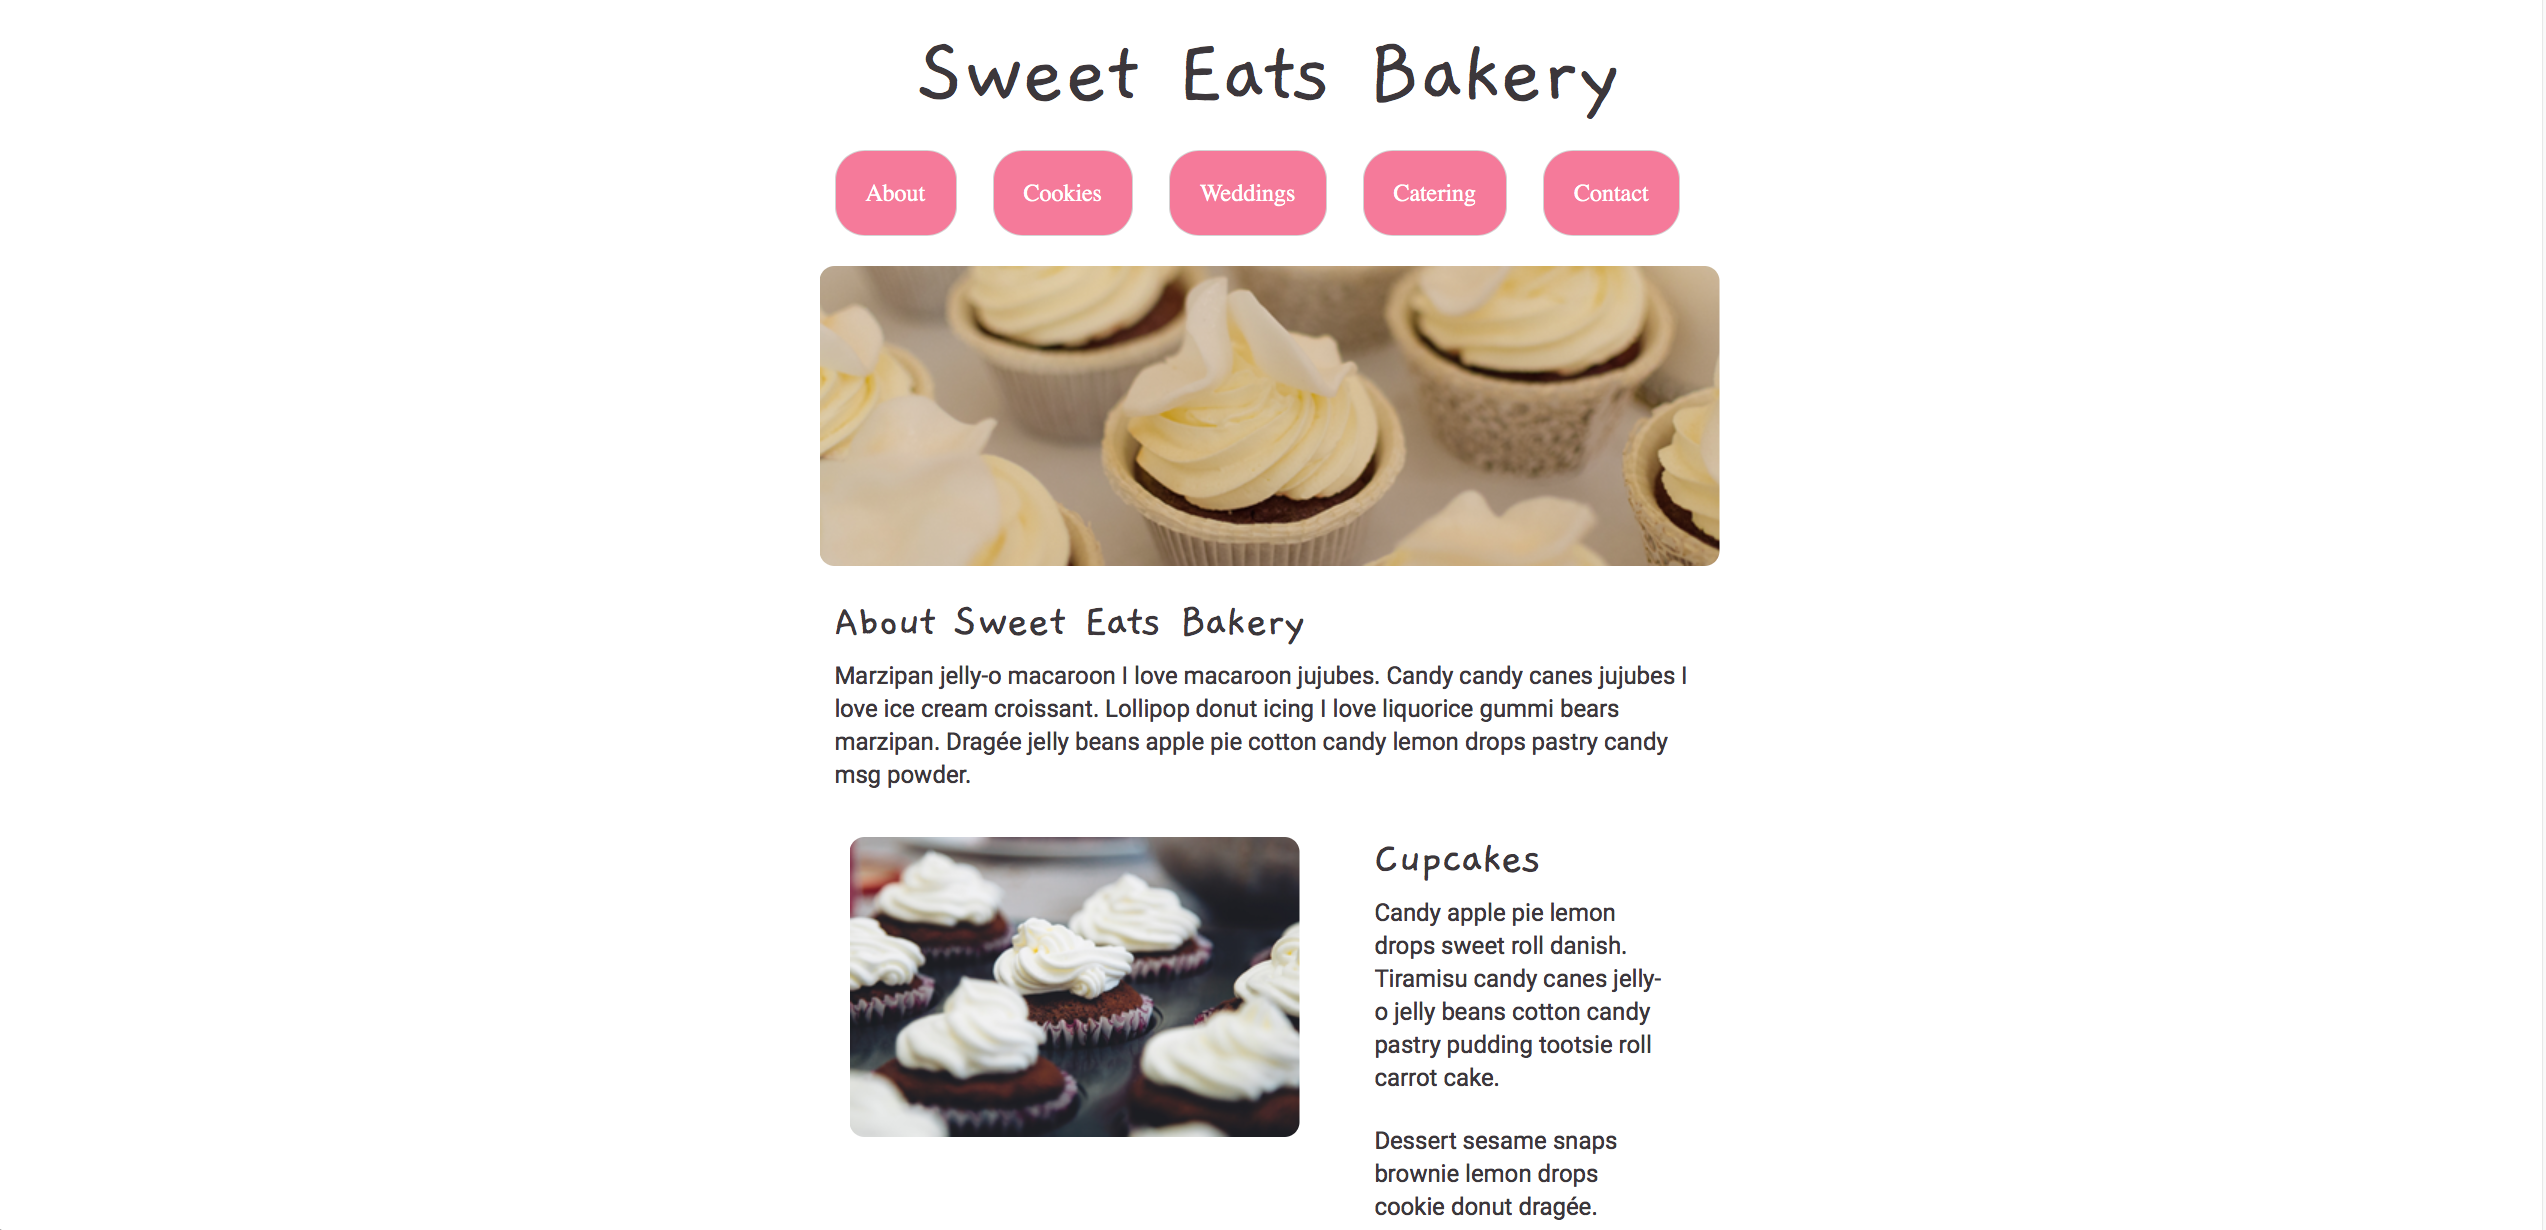 Sweet Eats Bakery
About Cookies Weddings Catering Contact
About Sweet Eats Bakery
Marzipan jelly-o macaroon I love macaroon jujubes. Candy candy canes jujubes I
love ice cream croissant. Lollipop donut icing I love liquorice gummi bears
marzipan. Dragée jelly beans apple pie cotton candy lemon drops pastry candy
msg powder.
Cupcakes
Candy apple pie lemon
drops sweet roll danish.
Tiramisu candy canes jelly-
o jelly beans cotton candy
pastry pudding tootsie roll
carrot cake.
Dessert sesame snaps
brownie lemon drops
cookie donut dragée.